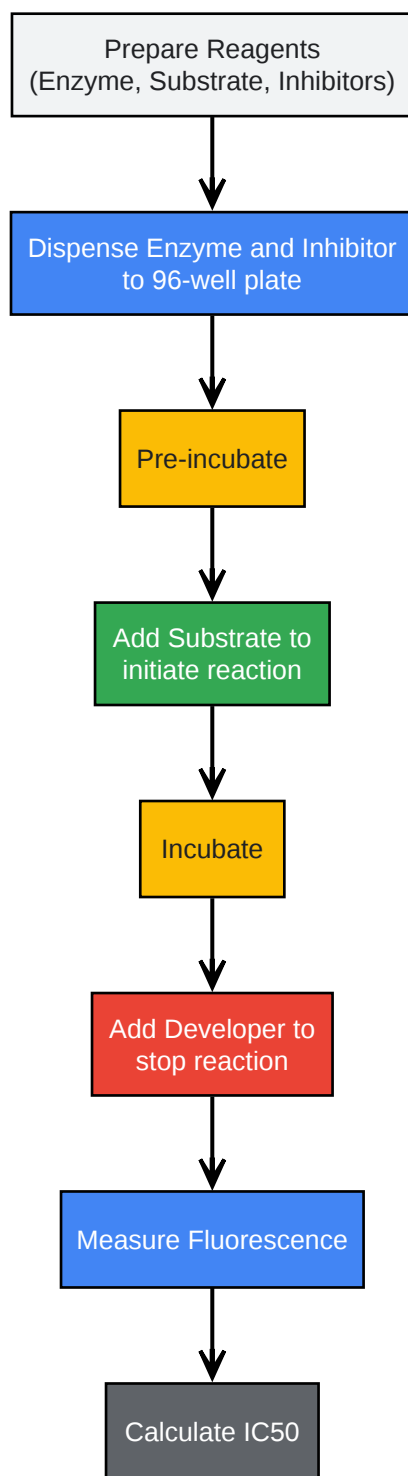 Prepare Reagents
(Enzyme, Substrate, Inhibitors)
Dispense Enzyme and Inhibitor
to 96-well plate
Pre-incubate
Add Substrate to
initiate reaction
Incubate
Add Developer to
stop reaction
Measure Fluorescence
Calculate IC50